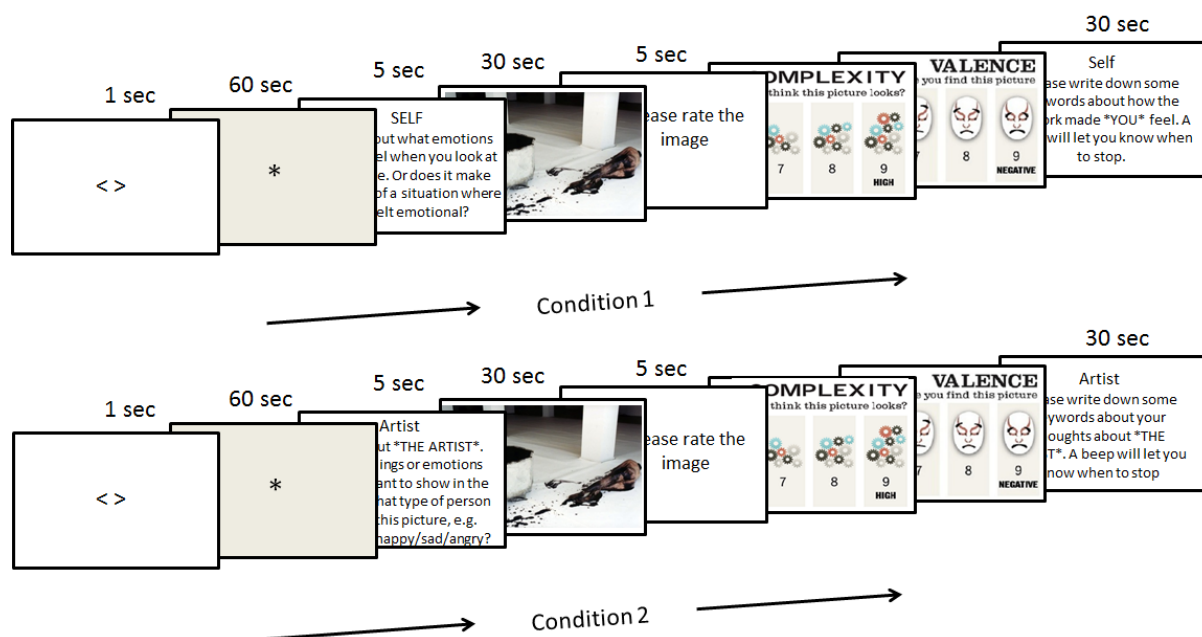 1 sec
60 sec
5 sec
30 sec
5 sec
30 sec
< >
*
SELF
out what emotions
el when you look at
e. Or does it make
of a situation where
elt emotional?
ease rate the
image
OMPLEXITY
think this picture looks?
7
8
9
HIGH
VALENCE
e you find this picture
7
8
9
NEGATIVE
Self
ase write down some
words about how the
ork made *YOU* feel. A
will let you know when
to stop.
Condition 1
1 sec
60 sec
5 sec
30 sec
5 sec
30 sec
< >
*
Artist
ut *THE ARTIST*.
ings or emotions
ant to show in the
hat type of person
this picture, e.g.
happy/sad/angry?
ease rate the
image
OMPLEXITY
think this picture looks?
7
8
9
HIGH
VALENCE
e you find this picture
7
8
9
NEGATIVE
Artist
ase write down some
ywords about your
houghts about *THE
ST*. A beep will let you
know when to stop
Condition 2